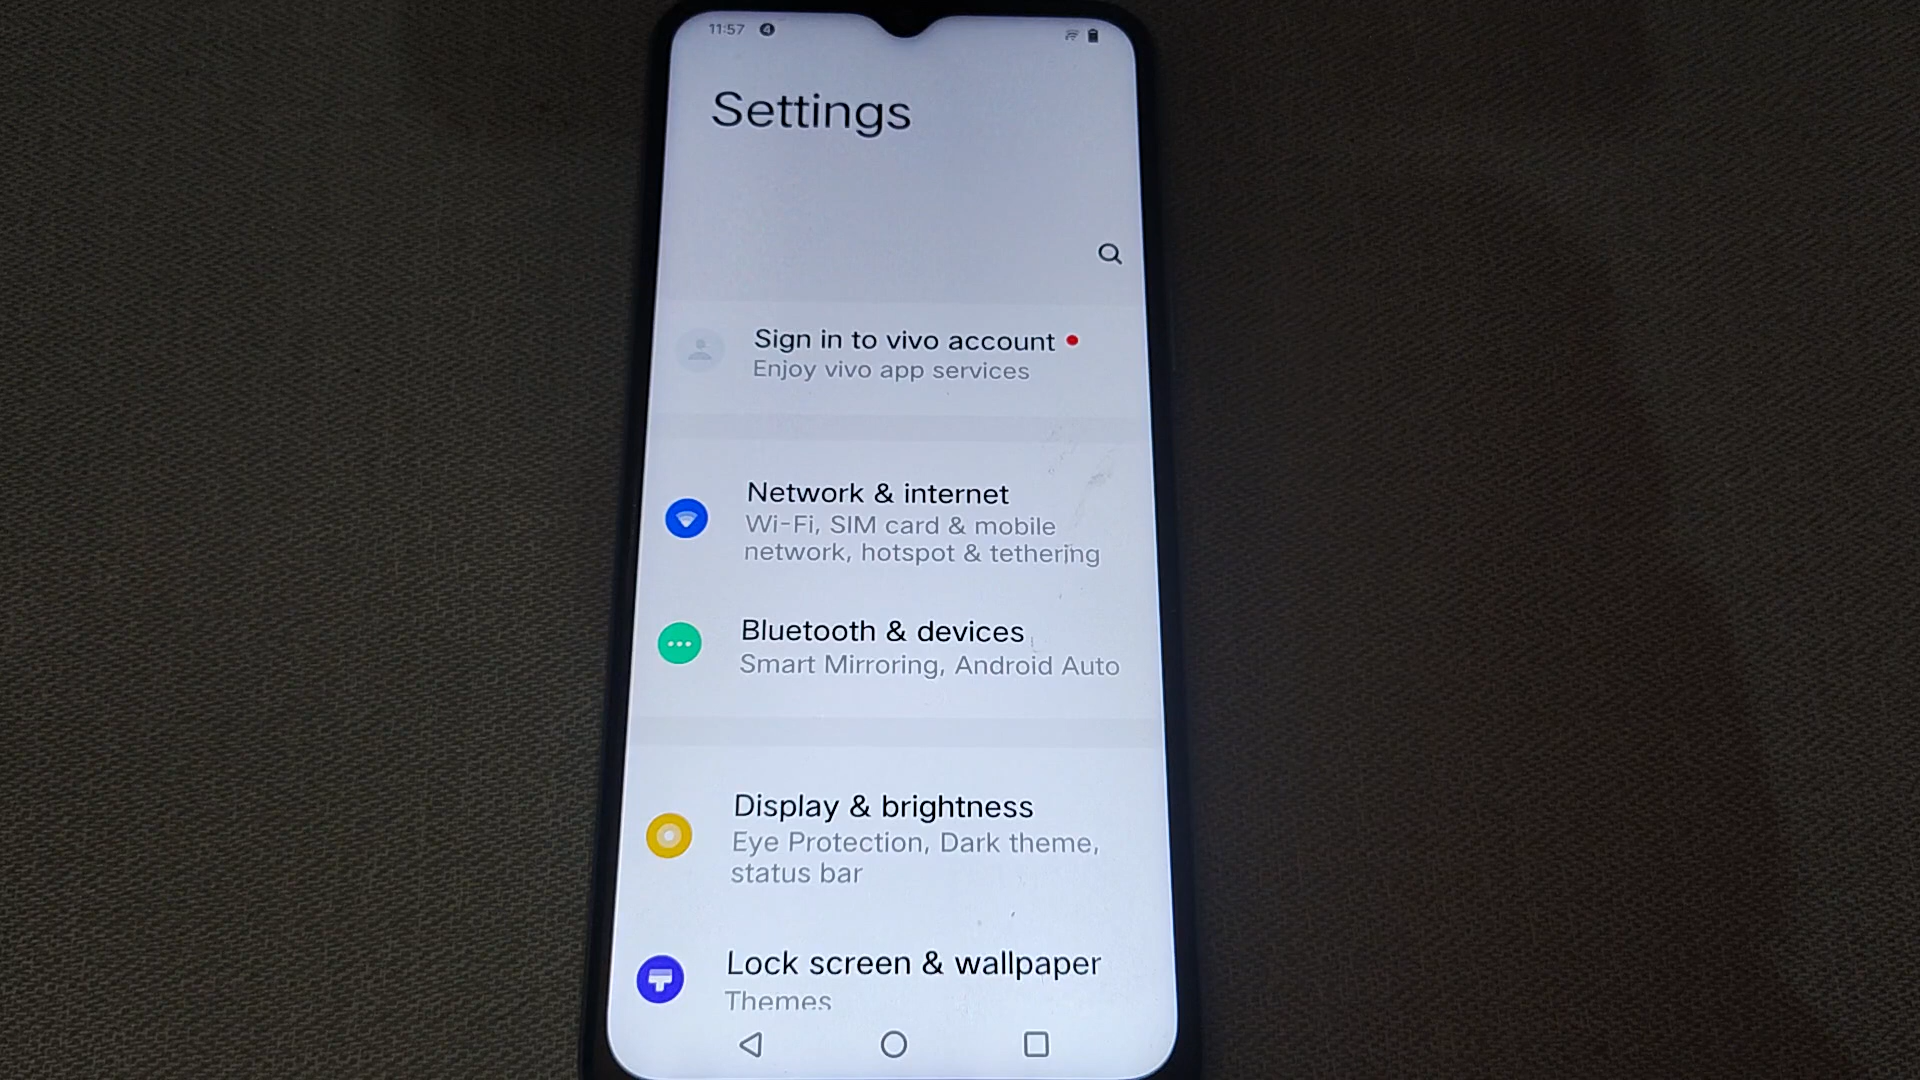 11:57 4
Settings
Sign in to vivo account
Enjoy vivo app services
Network & internet
Wi-Fi, SIM card & mobile
network, hotspot & tethering
Bluetooth & devices
Smart Mirroring, Android Auto
Display & brightness
Eye Protection, Dark theme,
status bar
Lock screen & wallpaper
Themes